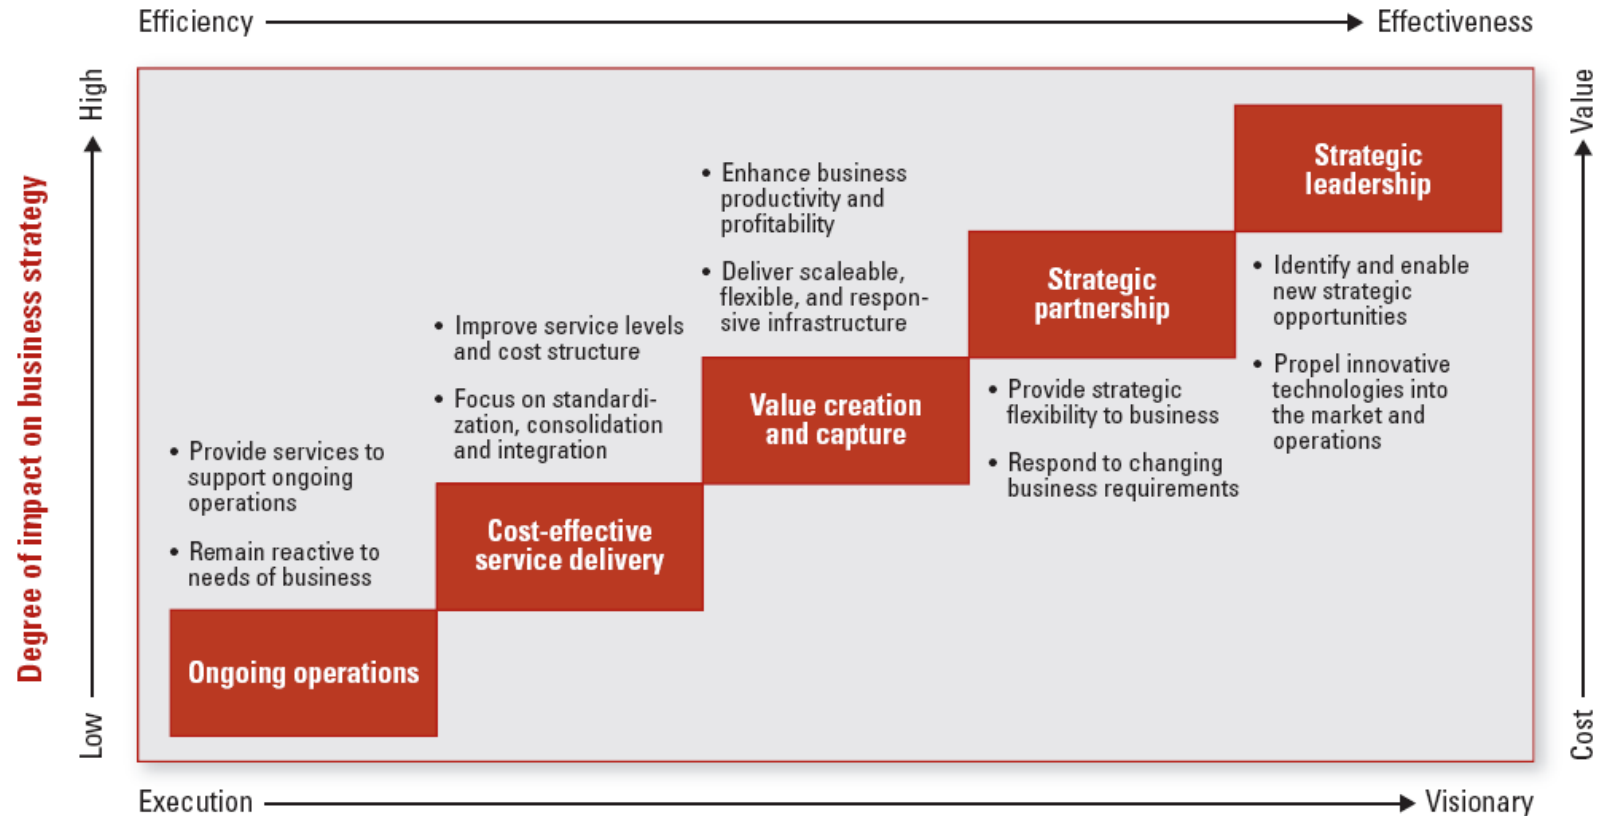 Efficiency
Effectiveness
High
Low
Degree of impact on business strategy
Value
Cost
• Provide services to
support ongoing
operations
• Remain reactive to
needs of business
Ongoing operations
• Improve service levels
and cost structure
• Focus on standardi-
zation, consolidation
and integration
Cost-effective
service delivery
• Enhance business
productivity and
profitability
• Deliver scaleable,
flexible, and respon-
sive infrastructure
Value creation
and capture
Strategic
partnership
• Provide strategic
flexibility to business
• Respond to changing
business requirements
Strategic
leadership
• Identify and enable
new strategic
opportunities
• Propel innovative
technologies into
the market and
operations
Execution
Visionary